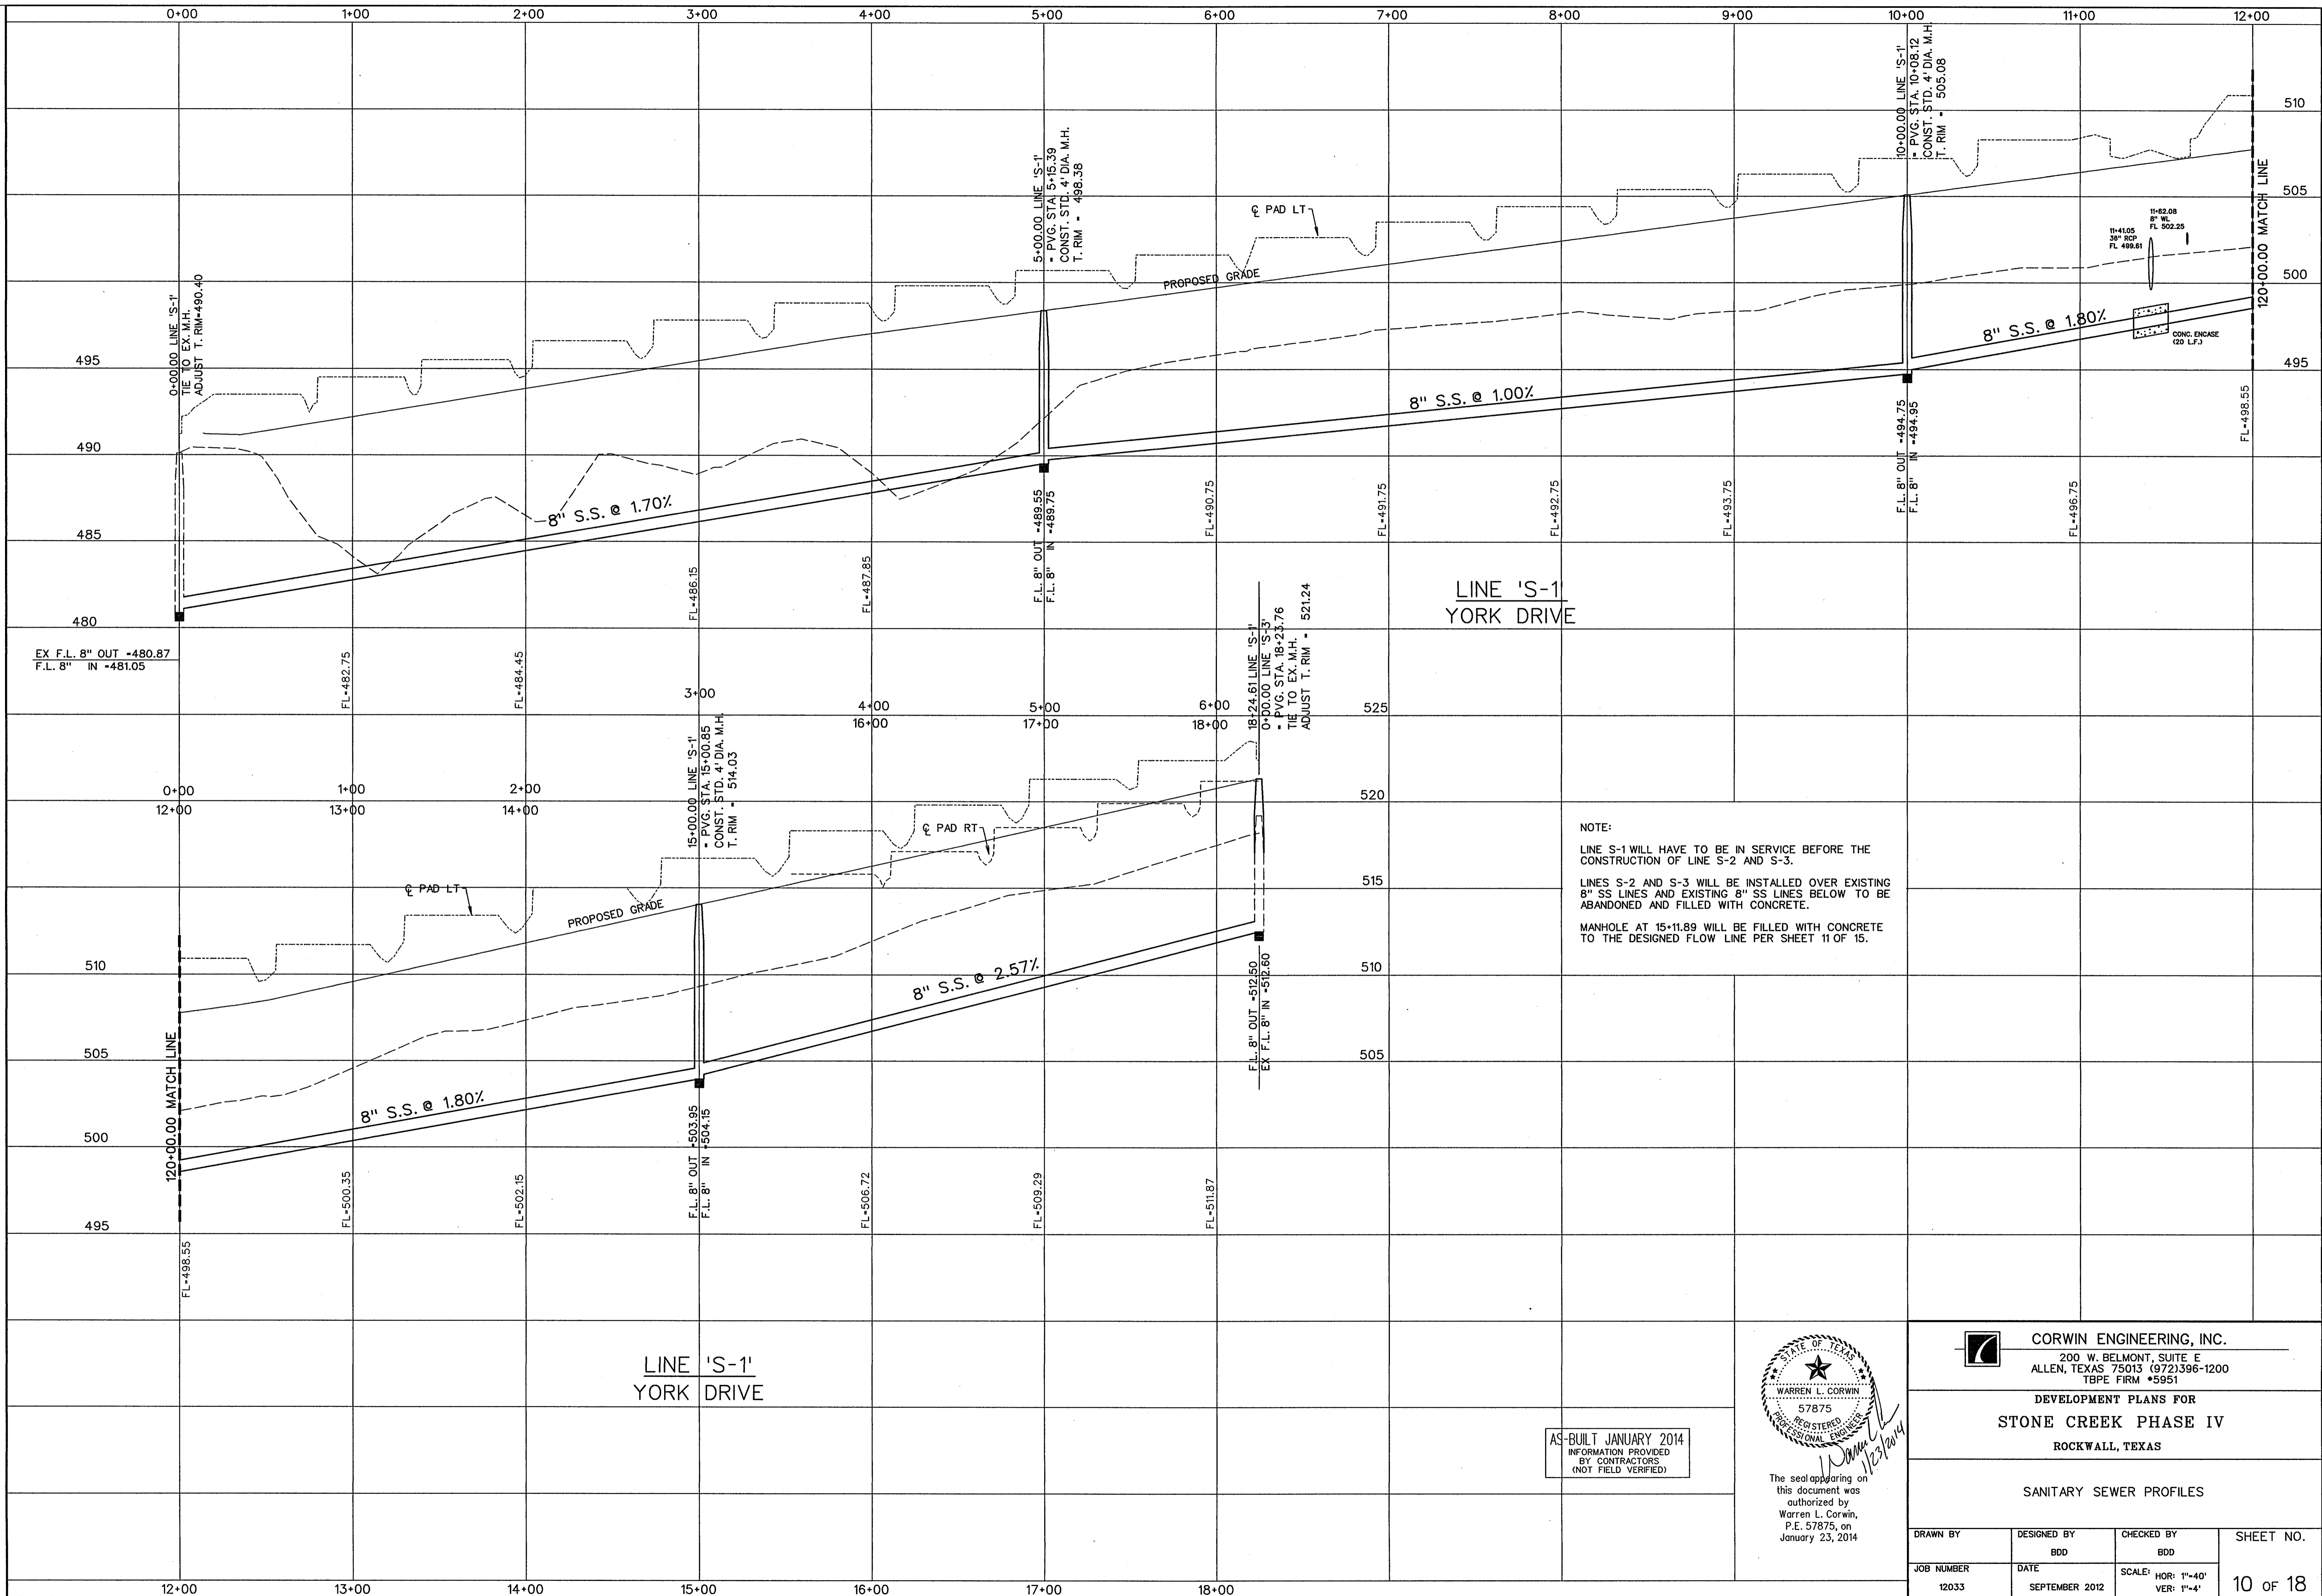 0+00 1+00 2+00 3+00 4+00 5+00 6+00 7+00 8+00 9+00 10+00 11+00 12+00
0+00.00 LINE 'S-1'
TIE TO EX. M.H.
ADJUST T. RIM=490.40
5+00.00 LINE 'S-1'
= PVG. STA. 5+15.39
CONST. STD. 4' DIA. M.H.
T. RIM = 498.38
10+00.00 LINE 'S-1'
= PVG. STA. 10+08.12
CONST. STD. 4' DIA. M.H.
T. RIM = 505.08
510
505
500
495
495
490
485
480
℄ PAD LT
PROPOSED GRADE
11+41.05
36" RCP
FL 499.61
11+62.08
8" WL
FL 502.25
120+00.00 MATCH LINE
CONC. ENCASE
(20 L.F.)
8" S.S. @ 1.70%
8" S.S. @ 1.00%
8" S.S. @ 1.80%
EX F.L. 8" OUT =480.87
F.L. 8" IN =481.05
FL=482.75
FL=484.45
FL=486.15
FL=487.85
F.L. 8" OUT =489.55
F.L. 8" IN =489.75
FL=490.75
FL=491.75
FL=492.75
FL=493.75
F.L. 8" OUT =494.75
F.L. 8" IN =494.95
FL=496.75
FL=498.55
LINE 'S-1'
YORK DRIVE
0+00 1+00 2+00 3+00 4+00 5+00 6+00
12+00 13+00 14+00 16+00 17+00 18+00
15+00.00 LINE 'S-1'
= PVG. STA. 15+00.85
CONST. STD. 4' DIA. M.H.
T. RIM = 514.03
18+24.61 LINE 'S-1'
0+00.00 LINE 'S-3'
= PVG. STA. 18+23.76
TIE TO EX. M.H.
ADJUST T. RIM = 521.24
525
520
515
510
505
510
505
500
495
℄ PAD LT
PROPOSED GRADE
℄ PAD RT
120+00.00 MATCH LINE
8" S.S. @ 1.80%
8" S.S. @ 2.57%
FL=498.55
FL=500.35
FL=502.15
F.L. 8" OUT =503.95
F.L. 8" IN =504.15
FL=506.72
FL=509.29
FL=511.87
F.L. 8" OUT =512.50
EX F.L. 8" IN =512.60
NOTE:
LINE S-1 WILL HAVE TO BE IN SERVICE BEFORE THE
CONSTRUCTION OF LINE S-2 AND S-3.
LINES S-2 AND S-3 WILL BE INSTALLED OVER EXISTING
8" SS LINES AND EXISTING 8" SS LINES BELOW TO BE
ABANDONED AND FILLED WITH CONCRETE.
MANHOLE AT 15+11.89 WILL BE FILLED WITH CONCRETE
TO THE DESIGNED FLOW LINE PER SHEET 11 OF 15.
LINE 'S-1'
YORK DRIVE
AS-BUILT JANUARY 2014
INFORMATION PROVIDED
BY CONTRACTORS
(NOT FIELD VERIFIED)
STATE OF TEXAS
WARREN L. CORWIN
57875
REGISTERED
PROFESSIONAL ENGINEER
1/23/2014
The seal appearing on
this document was
authorized by
Warren L. Corwin,
P.E. 57875, on
January 23, 2014
CORWIN ENGINEERING, INC.
200 W. BELMONT, SUITE E
ALLEN, TEXAS 75013 (972)396-1200
TBPE FIRM #5951
DEVELOPMENT PLANS FOR
STONE CREEK PHASE IV
ROCKWALL, TEXAS
SANITARY SEWER PROFILES
DRAWN BY
DESIGNED BY
BDD
CHECKED BY
BDD
SHEET NO.
JOB NUMBER
12033
DATE
SEPTEMBER 2012
SCALE: HOR: 1"=40'
VER: 1"=4'
10 OF 18
12+00 13+00 14+00 15+00 16+00 17+00 18+00